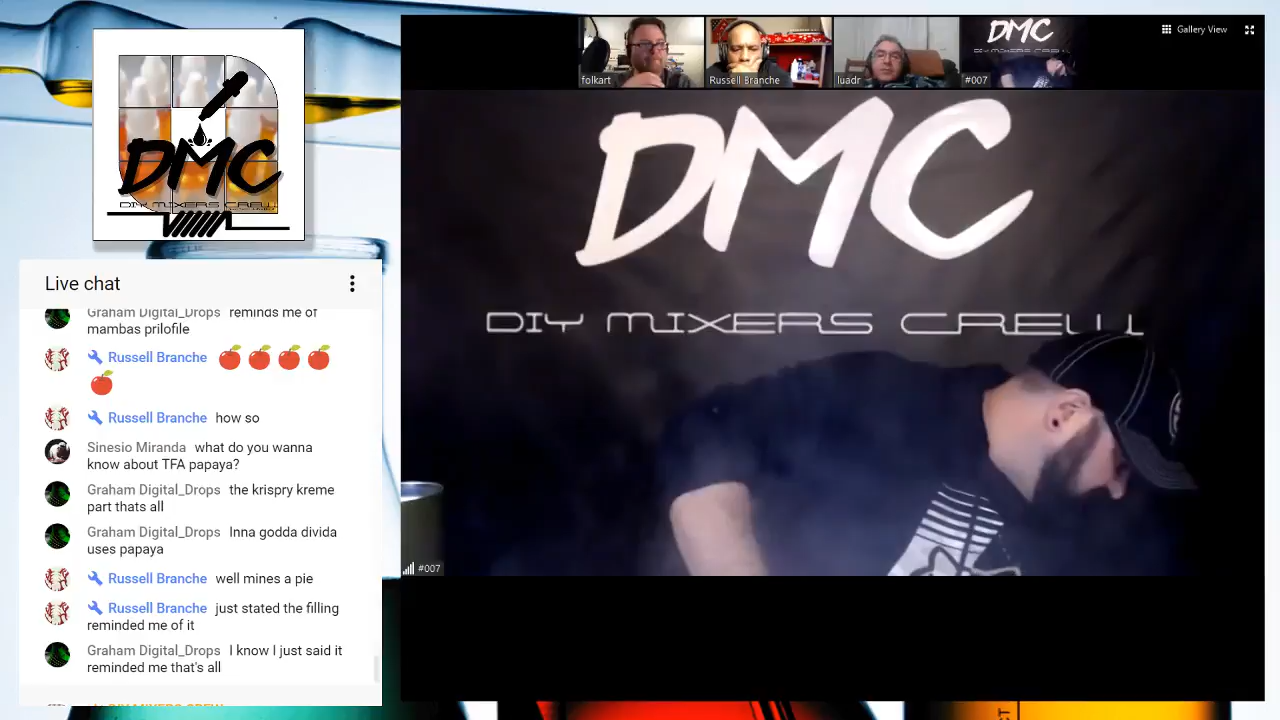 DMC
DIY MIXERS CREW
Live chat
Graham Digital_Drops reminds me of
mambas prilofile
Russell Branche
Russell Branche how so
Sinesio Miranda what do you wanna
know about TFA papaya?
Graham Digital_Drops the krispry kreme
part thats all
Graham Digital_Drops Inna godda divida
uses papaya
Russell Branche well mines a pie
Russell Branche just stated the filling
reminded me of it
Graham Digital_Drops I know I just said it
reminded me that's all
folkart
Russell Branche
luadr
DMC
DIY MIXERS CREW
#007
Gallery View
DMC
DIY MIXERS CREW
#007